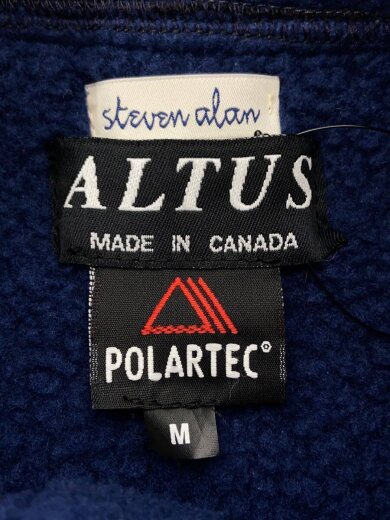 steven alan
ALTUS
MADE IN CANADA
POLARTEC®
M